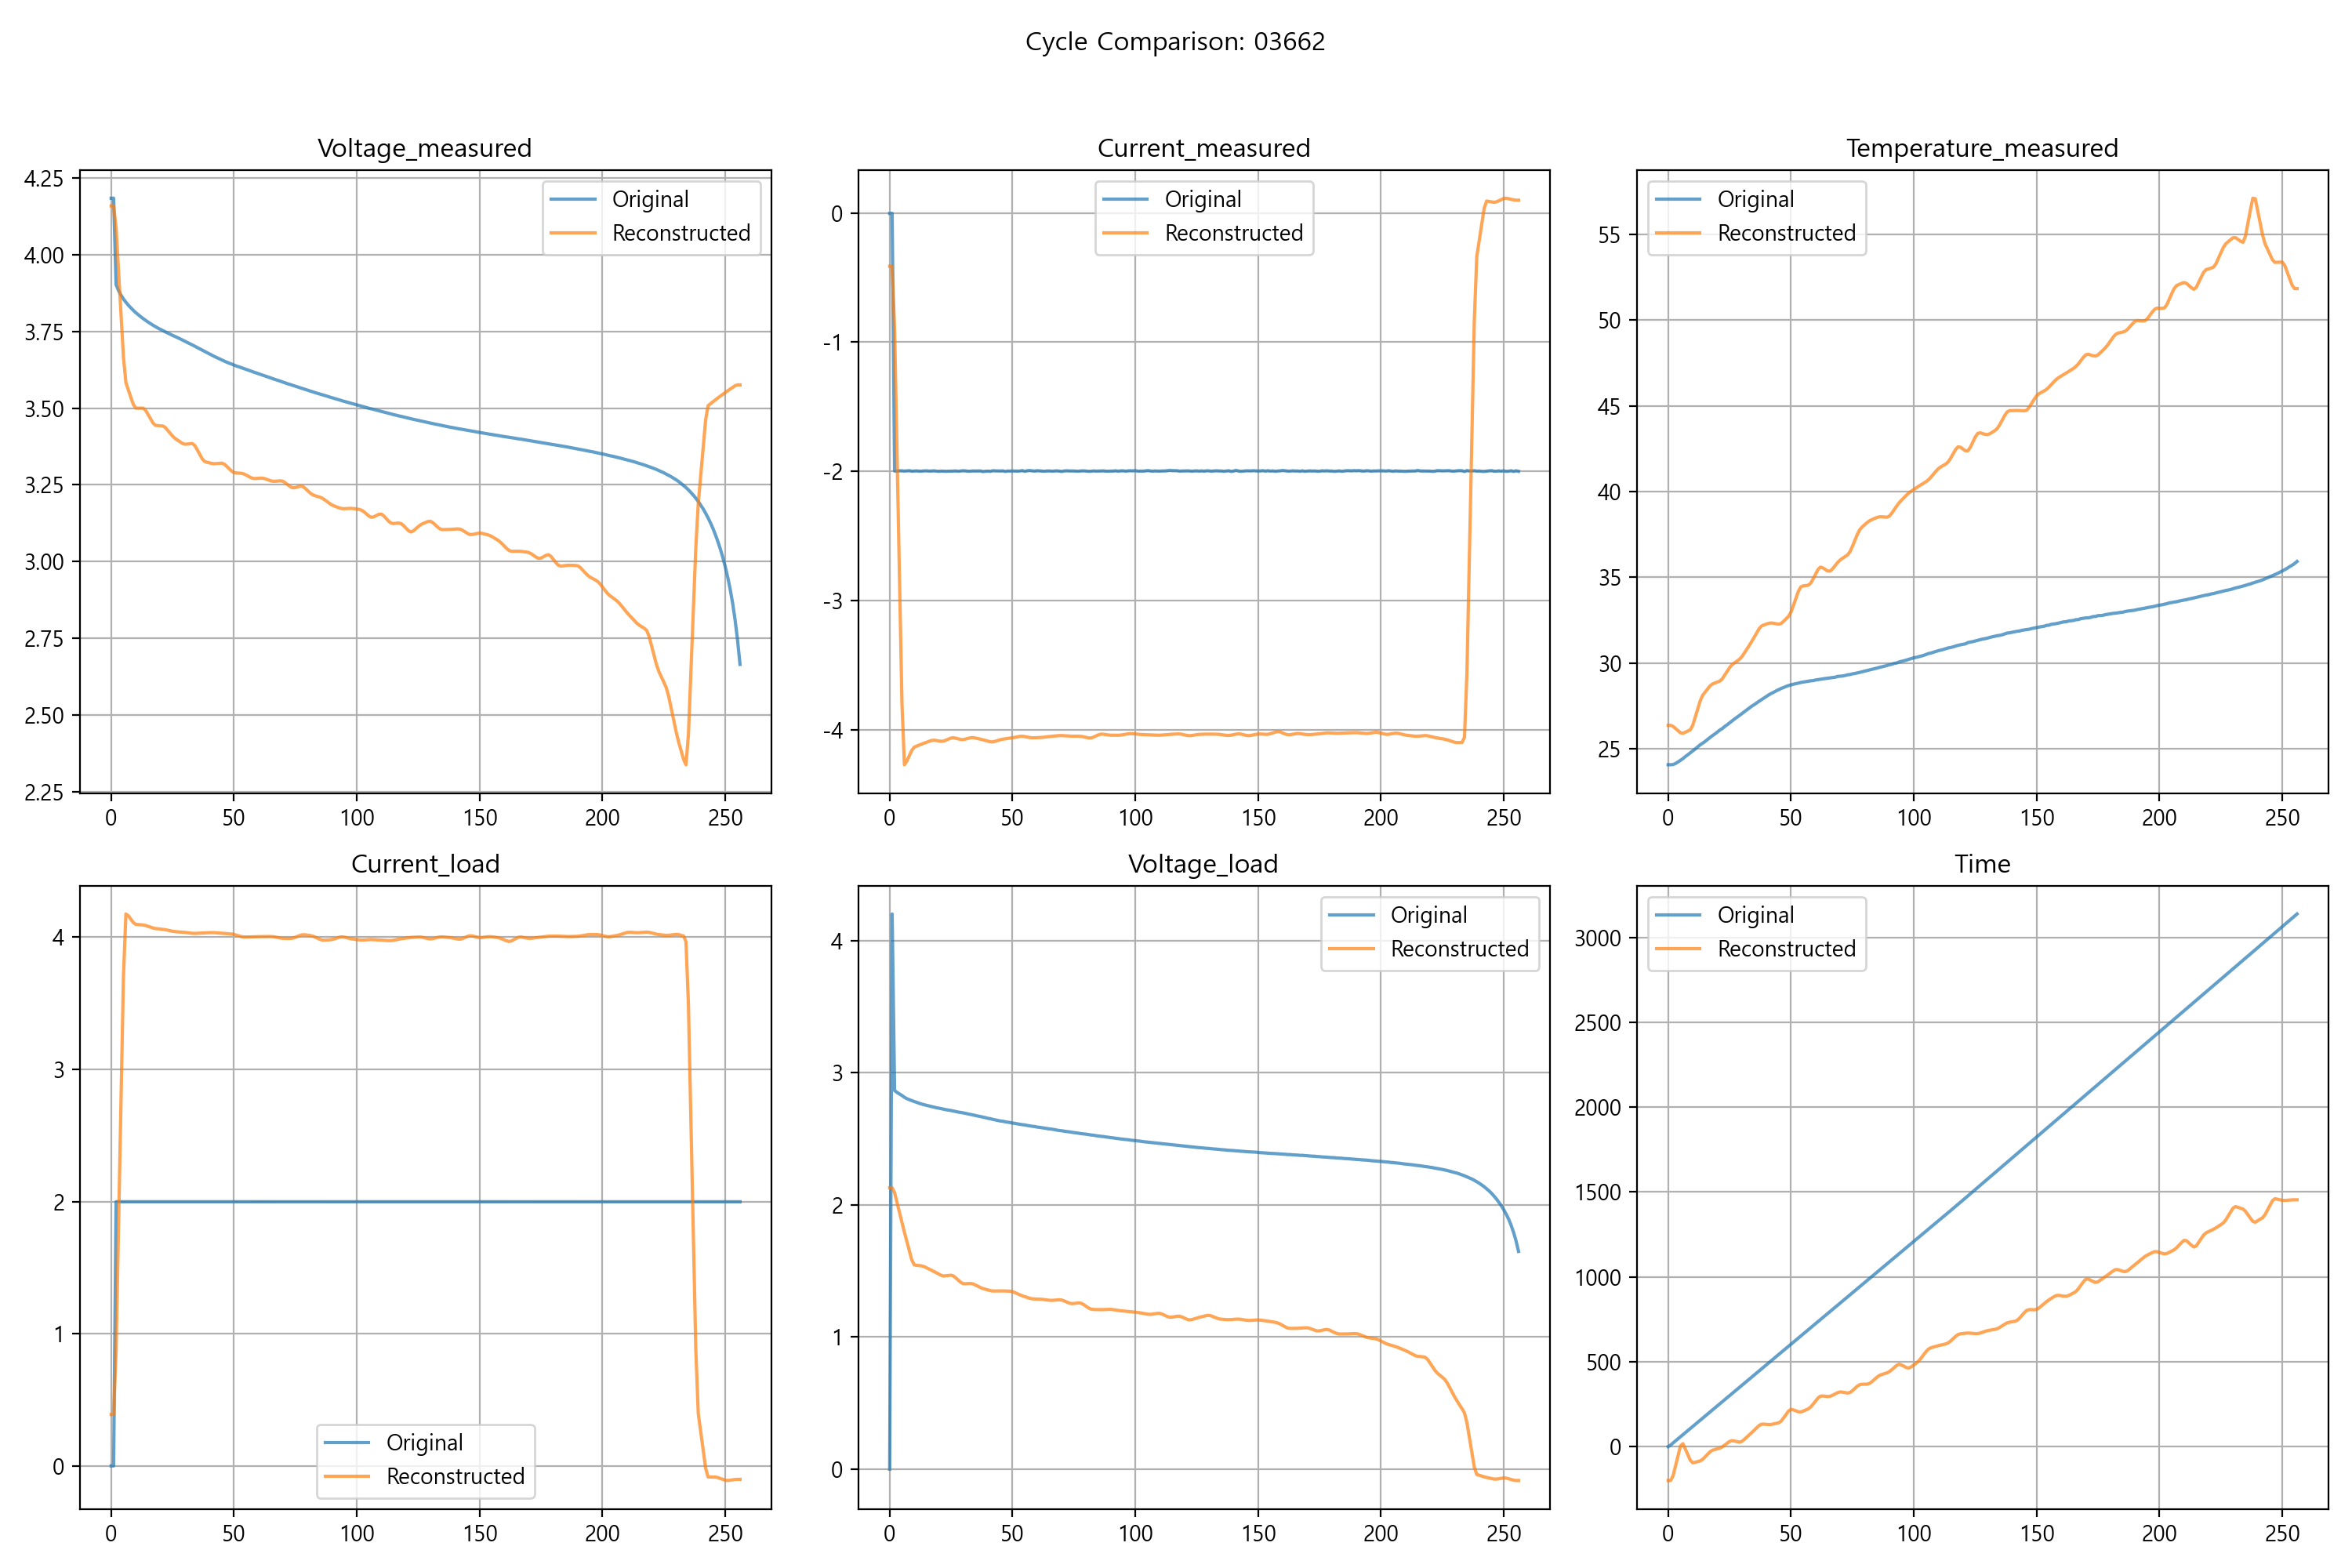 Cycle Comparison: 03662
Voltage_measured
4.25
4.00
3.75
3.50
3.25
3.00
2.75
2.50
2.25
0 50 100 150 200 250
Original
Reconstructed
Current_measured
0
-1
-2
-3
-4
0 50 100 150 200 250
Original
Reconstructed
Temperature_measured
55
50
45
40
35
30
25
0 50 100 150 200 250
Original
Reconstructed
Current_load
4
3
2
1
0
0 50 100 150 200 250
Original
Reconstructed
Voltage_load
4
3
2
1
0
0 50 100 150 200 250
Original
Reconstructed
Time
3000
2500
2000
1500
1000
500
0
0 50 100 150 200 250
Original
Reconstructed